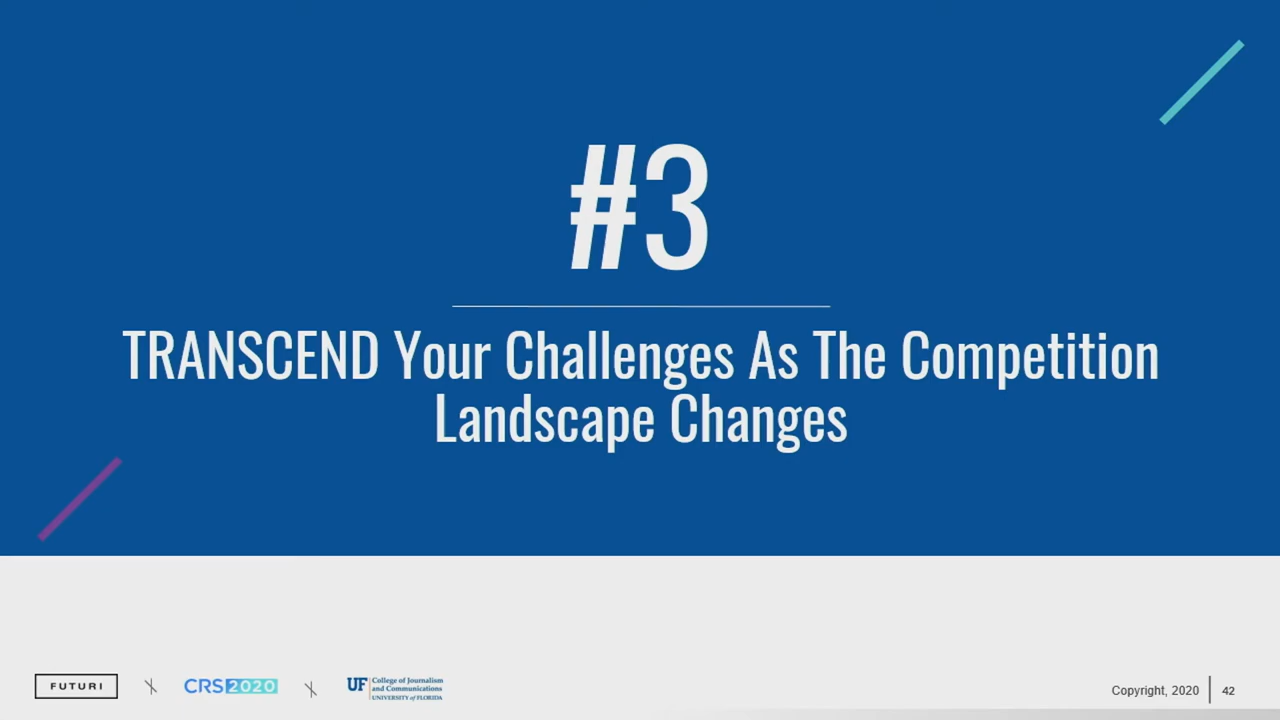 #3
TRANSCEND Your Challenges As The Competition
Landscape Changes
FUTURI
CRS2020
UF College of Journalism
and Communications
UNIVERSITY of FLORIDA
Copyright, 2020
42